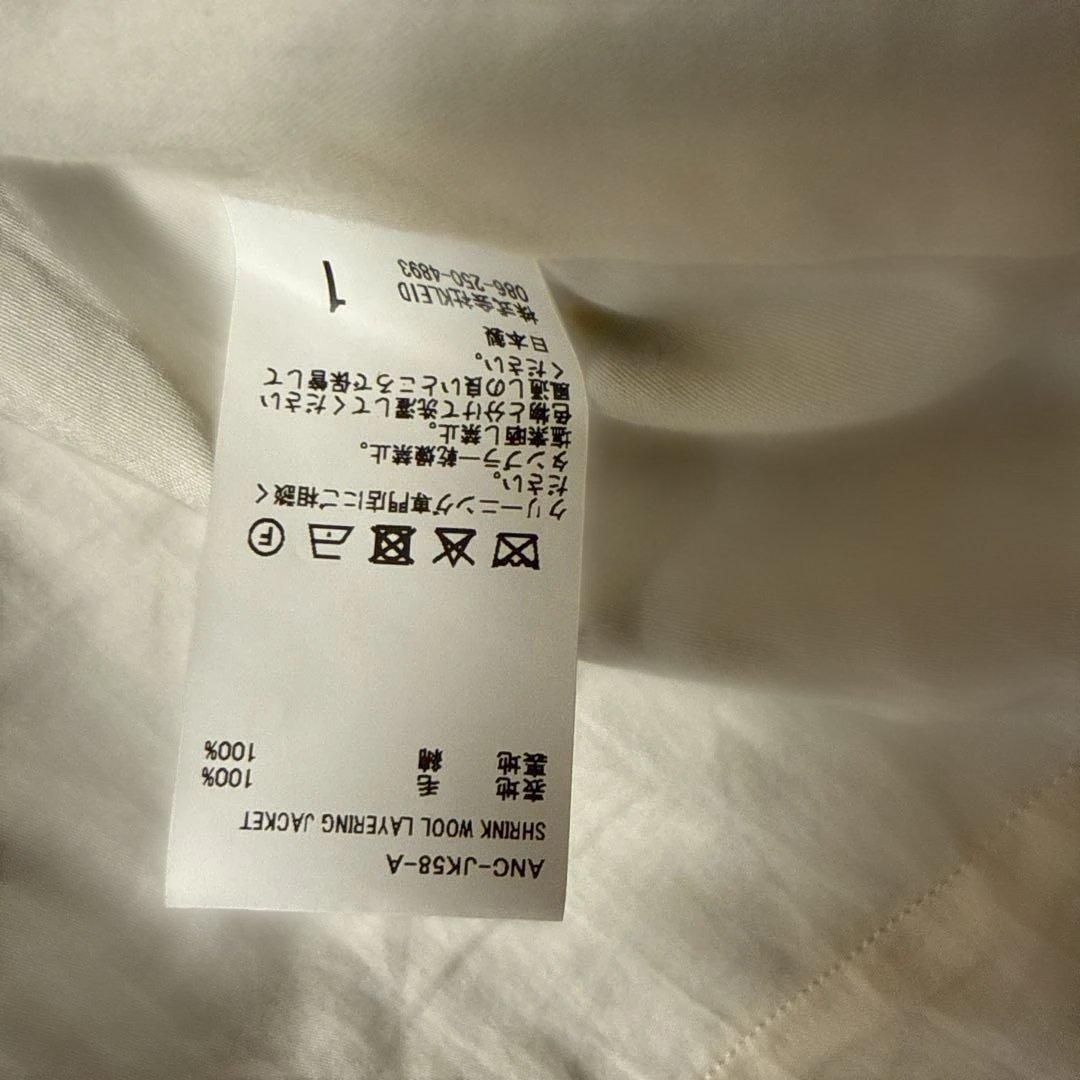 ANC-JK58-A
SHRINK WOOL LAYERING JACKET
表地 毛 100%
裏地 綿 100%
F
クリーニング専門店にご相談く
ださい。
タンブラー乾燥禁止。
塩素晒し禁止。
色物と分けて洗濯してください
風通しの良いところで保管して
ください。
日本製
株式会社KLEID
086-250-4893
1